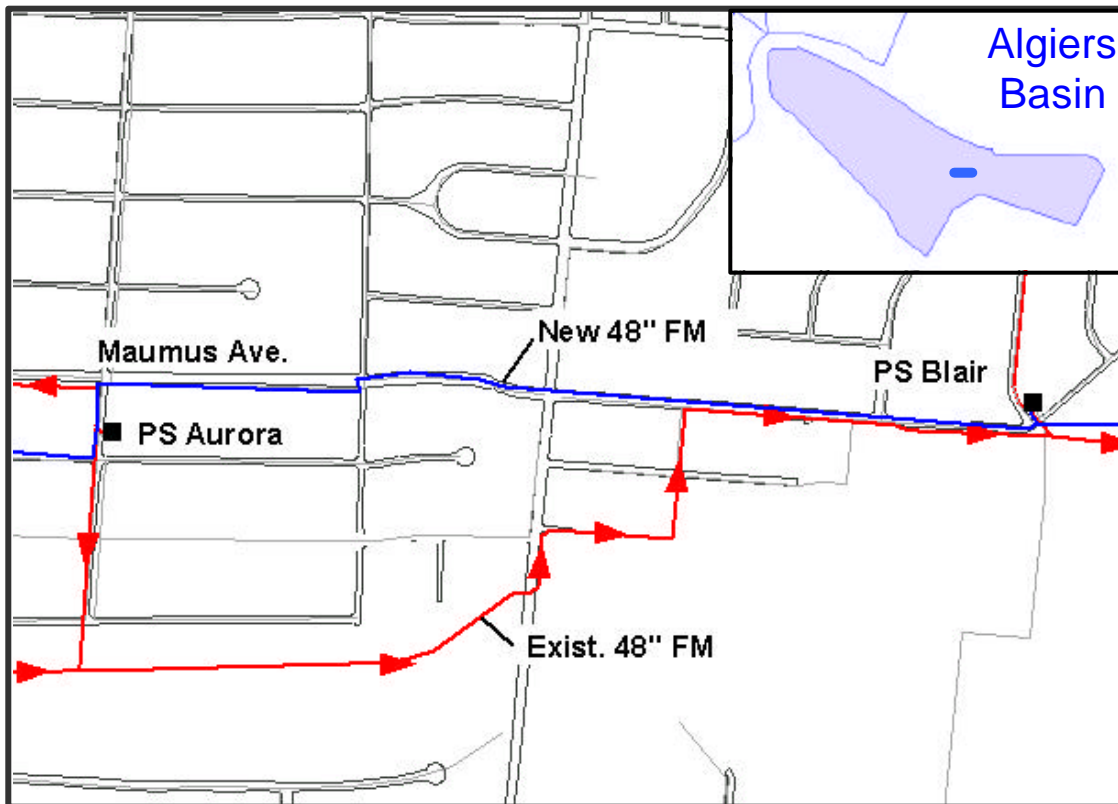 Algiers
Basin
New 48" FM
Maumus Ave.
PS Blair
PS Aurora
Exist. 48" FM